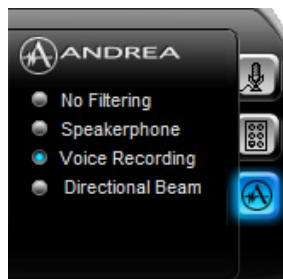 ANDREA
No Filtering
Speakerphone
Voice Recording
Directional Beam